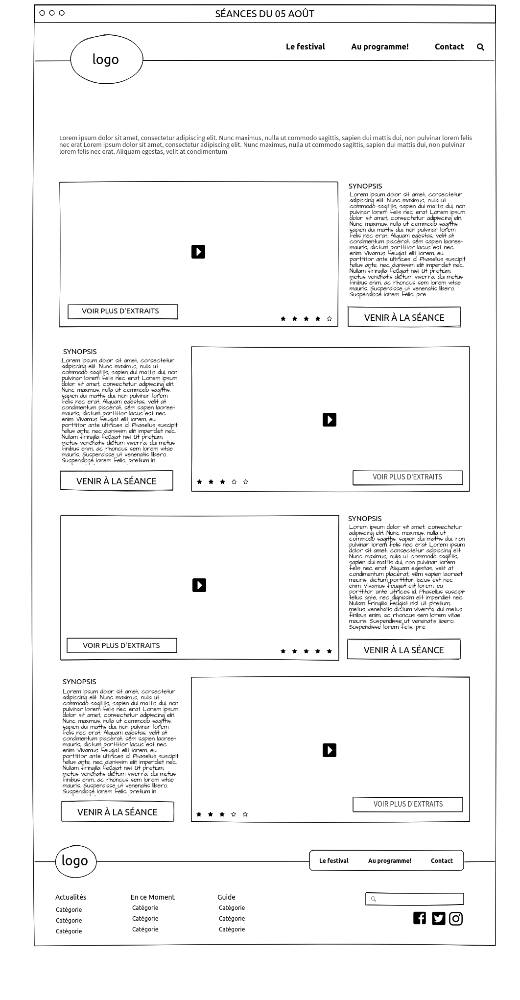 SÉANCES DU 05 AOÛT
logo
Le festival
Au programme!
Contact
Lorem ipsum dolor sit amet, consectetur adipiscing elit. Nunc maximus, nulla ut commodo sagittis, sapien dui mattis dui, non pulvinar lorem felis
nec erat Lorem ipsum dolor sit amet, consectetur adipiscing elit. Nunc maximus, nulla ut commodo sagittis, sapien dui mattis dui, non pulvinar
lorem felis nec erat. Aliquam egestas, velit at condimentum
VOIR PLUS D'EXTRAITS
SYNOPSIS
Lorem ipsum dolor sit amet, consectetur
adipiscing elit. Nunc maximus, nulla ut
commodo sagittis, sapien dui mattis dui, non
pulvinar lorem felis nec erat Lorem ipsum
dolor sit amet, consectetur adipiscing elit.
Nunc maximus, nulla ut commodo sagittis,
sapien dui mattis dui, non pulvinar lorem
felis nec erat. Aliquam egestas, velit at
condimentum placerat, sem sapien laoreet
mauris, dictum porttitor lacus est nec
enim. Vivamus feugiat elit lorem, eu
porttitor ante ultrices id. Phasellus suscipit
tellus ante, nec dignissim elit imperdiet nec.
Nullam fringilla feugiat nisl. Ut pretium,
metus venenatis dictum viverra, dui metus
finibus enim, ac rhoncus sem lorem vitae
mauris. Suspendisse ut venenatis libero.
Suspendisse lorem felis, pre
VENIR À LA SÉANCE
SYNOPSIS
Lorem ipsum dolor sit amet, consectetur
adipiscing elit. Nunc maximus, nulla ut
commodo sagittis, sapien dui mattis dui, non
pulvinar lorem felis nec erat Lorem ipsum
dolor sit amet, consectetur adipiscing elit.
Nunc maximus, nulla ut commodo sagittis,
sapien dui mattis dui, non pulvinar lorem
felis nec erat. Aliquam egestas, velit at
condimentum placerat, sem sapien laoreet
mauris, dictum porttitor lacus est nec
enim. Vivamus feugiat elit lorem, eu
porttitor ante ultrices id. Phasellus suscipit
tellus ante, nec dignissim elit imperdiet nec.
Nullam fringilla feugiat nisl. Ut pretium,
metus venenatis dictum viverra, dui metus
finibus enim, ac rhoncus sem lorem vitae
mauris. Suspendisse ut venenatis libero.
Suspendisse lorem felis, pretium in
VENIR À LA SÉANCE
VOIR PLUS D'EXTRAITS
VOIR PLUS D'EXTRAITS
SYNOPSIS
Lorem ipsum dolor sit amet, consectetur
adipiscing elit. Nunc maximus, nulla ut
commodo sagittis, sapien dui mattis dui, non
pulvinar lorem felis nec erat Lorem ipsum
dolor sit amet, consectetur adipiscing elit.
Nunc maximus, nulla ut commodo sagittis,
sapien dui mattis dui, non pulvinar lorem
felis nec erat. Aliquam egestas, velit at
condimentum placerat, sem sapien laoreet
mauris, dictum porttitor lacus est nec
enim. Vivamus feugiat elit lorem, eu
porttitor ante ultrices id. Phasellus suscipit
tellus ante, nec dignissim elit imperdiet nec.
Nullam fringilla feugiat nisl. Ut pretium,
metus venenatis dictum viverra, dui metus
finibus enim, ac rhoncus sem lorem vitae
mauris. Suspendisse ut venenatis libero.
Suspendisse lorem felis, pre
VENIR À LA SÉANCE
SYNOPSIS
Lorem ipsum dolor sit amet, consectetur
adipiscing elit. Nunc maximus, nulla ut
commodo sagittis, sapien dui mattis dui, non
pulvinar lorem felis nec erat Lorem ipsum
dolor sit amet, consectetur adipiscing elit.
Nunc maximus, nulla ut commodo sagittis,
sapien dui mattis dui, non pulvinar lorem
felis nec erat. Aliquam egestas, velit at
condimentum placerat, sem sapien laoreet
mauris, dictum porttitor lacus est nec
enim. Vivamus feugiat elit lorem, eu
porttitor ante ultrices id. Phasellus suscipit
tellus ante, nec dignissim elit imperdiet nec.
Nullam fringilla feugiat nisl. Ut pretium,
metus venenatis dictum viverra, dui metus
finibus enim, ac rhoncus sem lorem vitae
mauris. Suspendisse ut venenatis libero.
Suspendisse lorem felis, pretium in
VENIR À LA SÉANCE
VOIR PLUS D'EXTRAITS
logo
Le festival
Au programme!
Contact
Actualités
Catégorie
Catégorie
Catégorie
En ce Moment
Catégorie
Catégorie
Catégorie
Guide
Catégorie
Catégorie
Catégorie